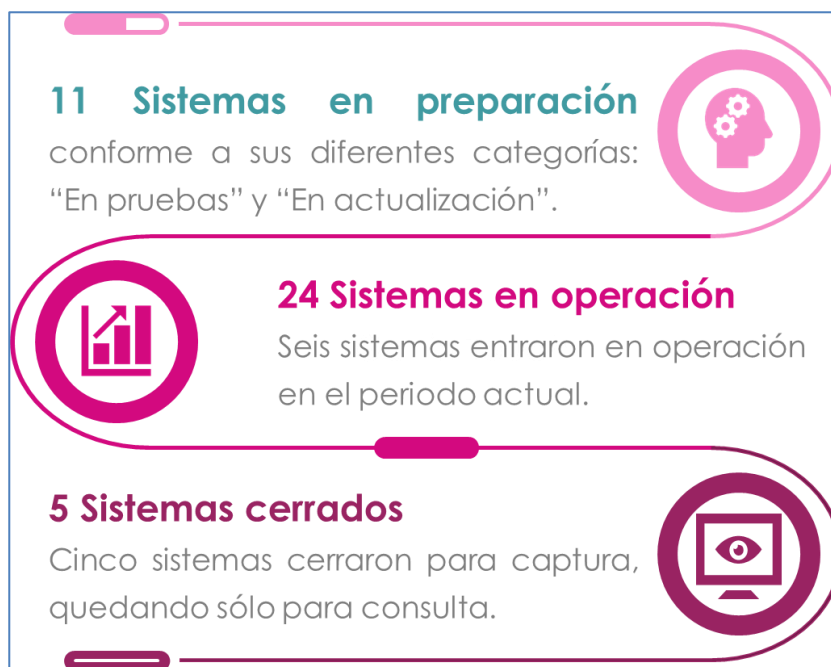 11 Sistemas en preparación
conforme a sus diferentes categorías:
“En pruebas” y “En actualización”.
24 Sistemas en operación
Seis sistemas entraron en operación
en el periodo actual.
5 Sistemas cerrados
Cinco sistemas cerraron para captura,
quedando sólo para consulta.